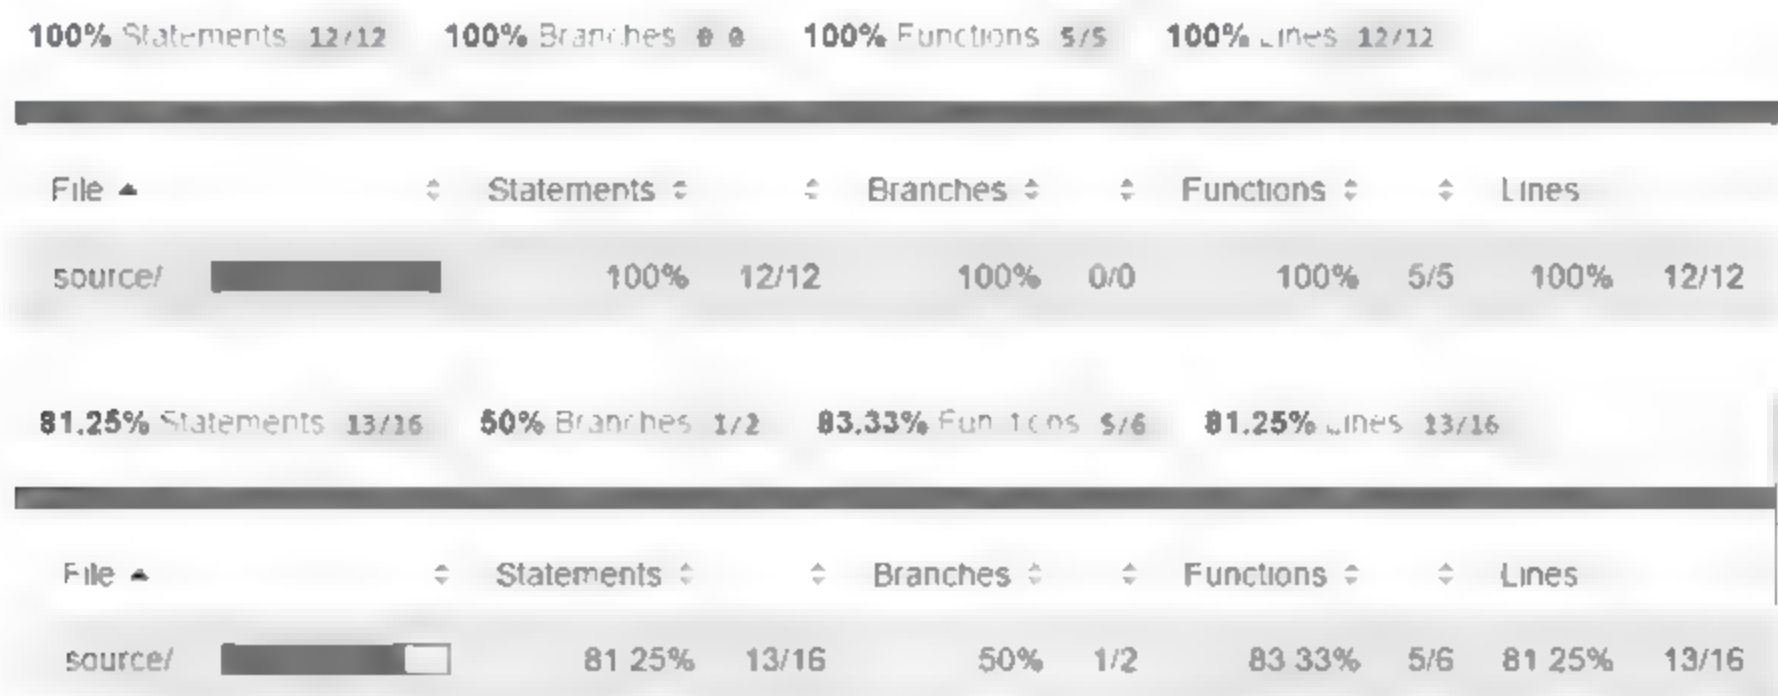 100% Statements 12/12 100% Branches 0/0 100% Functions 5/5 100% Lines 12/12
File Statements Branches Functions Lines
source/ 100% 12/12 100% 0/0 100% 5/5 100% 12/12
81.25% Statements 13/16 50% Branches 1/2 83.33% Functions 5/6 81.25% Lines 13/16
File Statements Branches Functions Lines
source/ 81.25% 13/16 50% 1/2 83.33% 5/6 81.25% 13/16